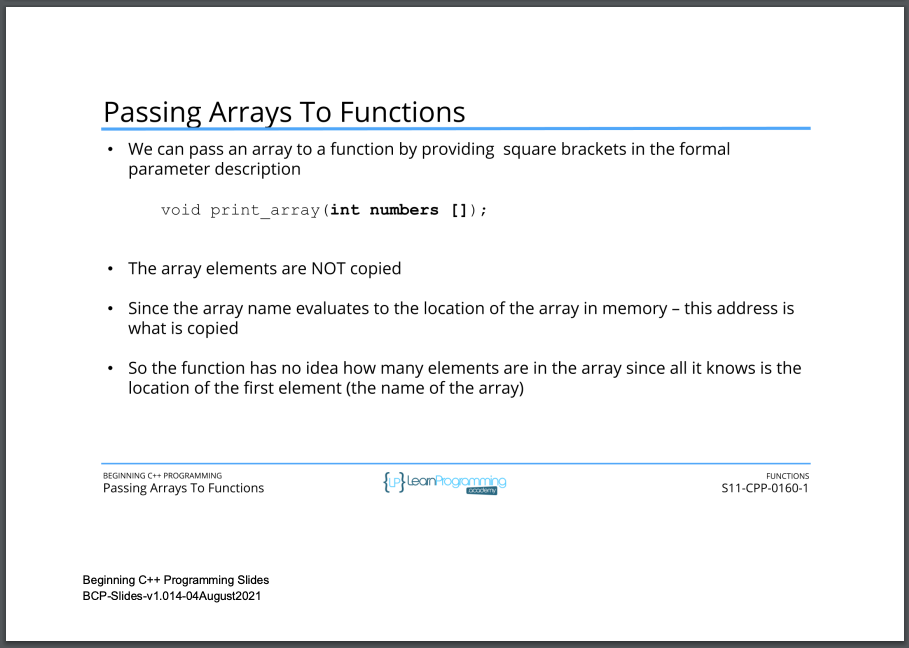 Passing Arrays To Functions
• We can pass an array to a function by providing  square brackets in the formal
parameter description
void print_array(int numbers []);
• The array elements are NOT copied
• Since the array name evaluates to the location of the array in memory – this address is
what is copied
• So the function has no idea how many elements are in the array since all it knows is the
location of the first element (the name of the array)
BEGINNING C++ PROGRAMMING
Passing Arrays To Functions
{LP} LearnProgramming
academy
FUNCTIONS
S11-CPP-0160-1
Beginning C++ Programming Slides
BCP-Slides-v1.014-04August2021